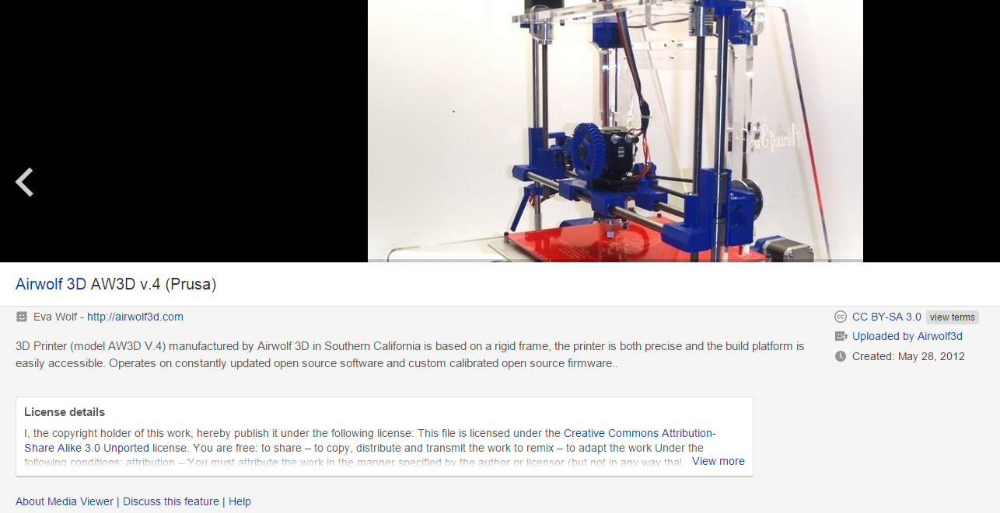 Airwolf3D
Airwolf 3D AW3D v.4 (Prusa)
Eva Wolf - http://airwolf3d.com
CC BY-SA 3.0 view terms
Uploaded by Airwolf3d
Created: May 28, 2012
3D Printer (model AW3D V.4) manufactured by Airwolf 3D in Southern California is based on a rigid frame, the printer is both precise and the build platform is
easily accessible. Operates on constantly updated open source software and custom calibrated open source firmware..
License details
I, the copyright holder of this work, hereby publish it under the following license: This file is licensed under the Creative Commons Attribution-
Share Alike 3.0 Unported license. You are free: to share – to copy, distribute and transmit the work to remix – to adapt the work Under the
following conditions: attribution – You must attribute the work in the manner specified by the author or licensor (but not in any way that
View more
About Media Viewer | Discuss this feature | Help